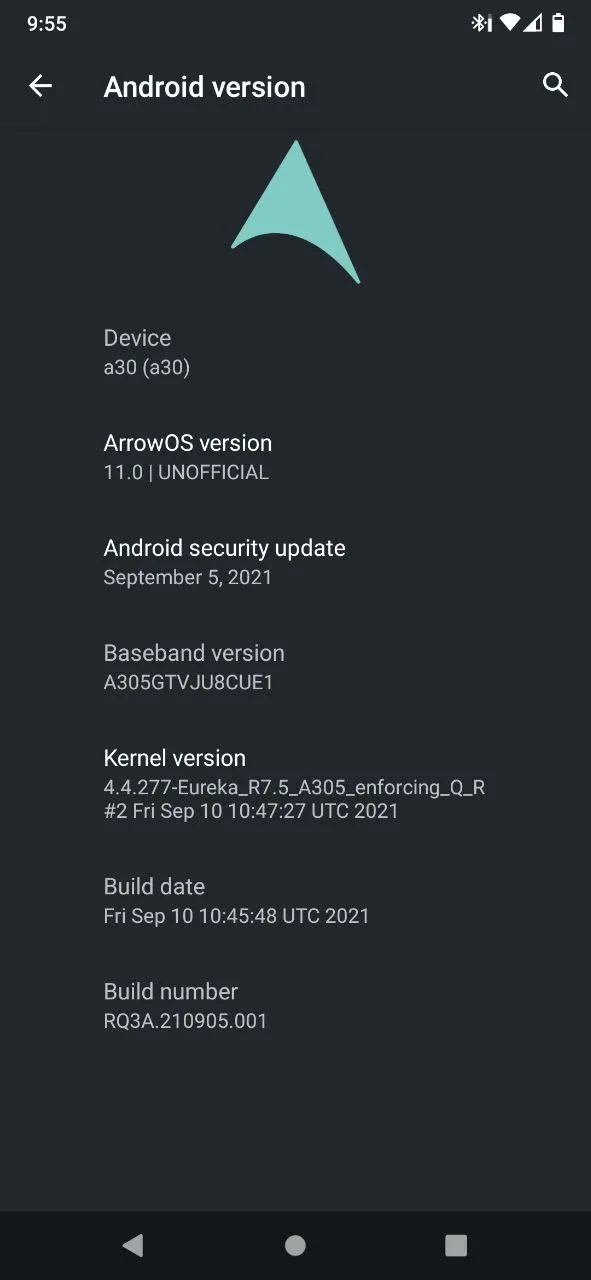 9:55
Android version
Device
a30 (a30)
ArrowOS version
11.0 | UNOFFICIAL
Android security update
September 5, 2021
Baseband version
A305GTVJU8CUE1
Kernel version
4.4.277-Eureka_R7.5_A305_enforcing_Q_R
#2 Fri Sep 10 10:47:27 UTC 2021
Build date
Fri Sep 10 10:45:48 UTC 2021
Build number
RQ3A.210905.001